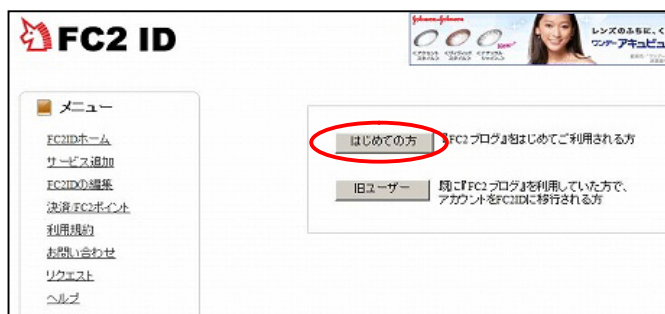 FC2 ID
Johnson&Johnson
New
レンズのふちに、く
ワンデーアキュビュ
メニュー
FC2IDホーム
サービス追加
FC2IDの編集
決済/FC2ポイント
利用規約
お問い合わせ
リクエスト
ヘルプ
はじめての方
『FC2ブログ』をはじめてご利用される方
旧ユーザー
既に『FC2ブログ』を利用していた方で、
アカウントをFC2IDに移行される方